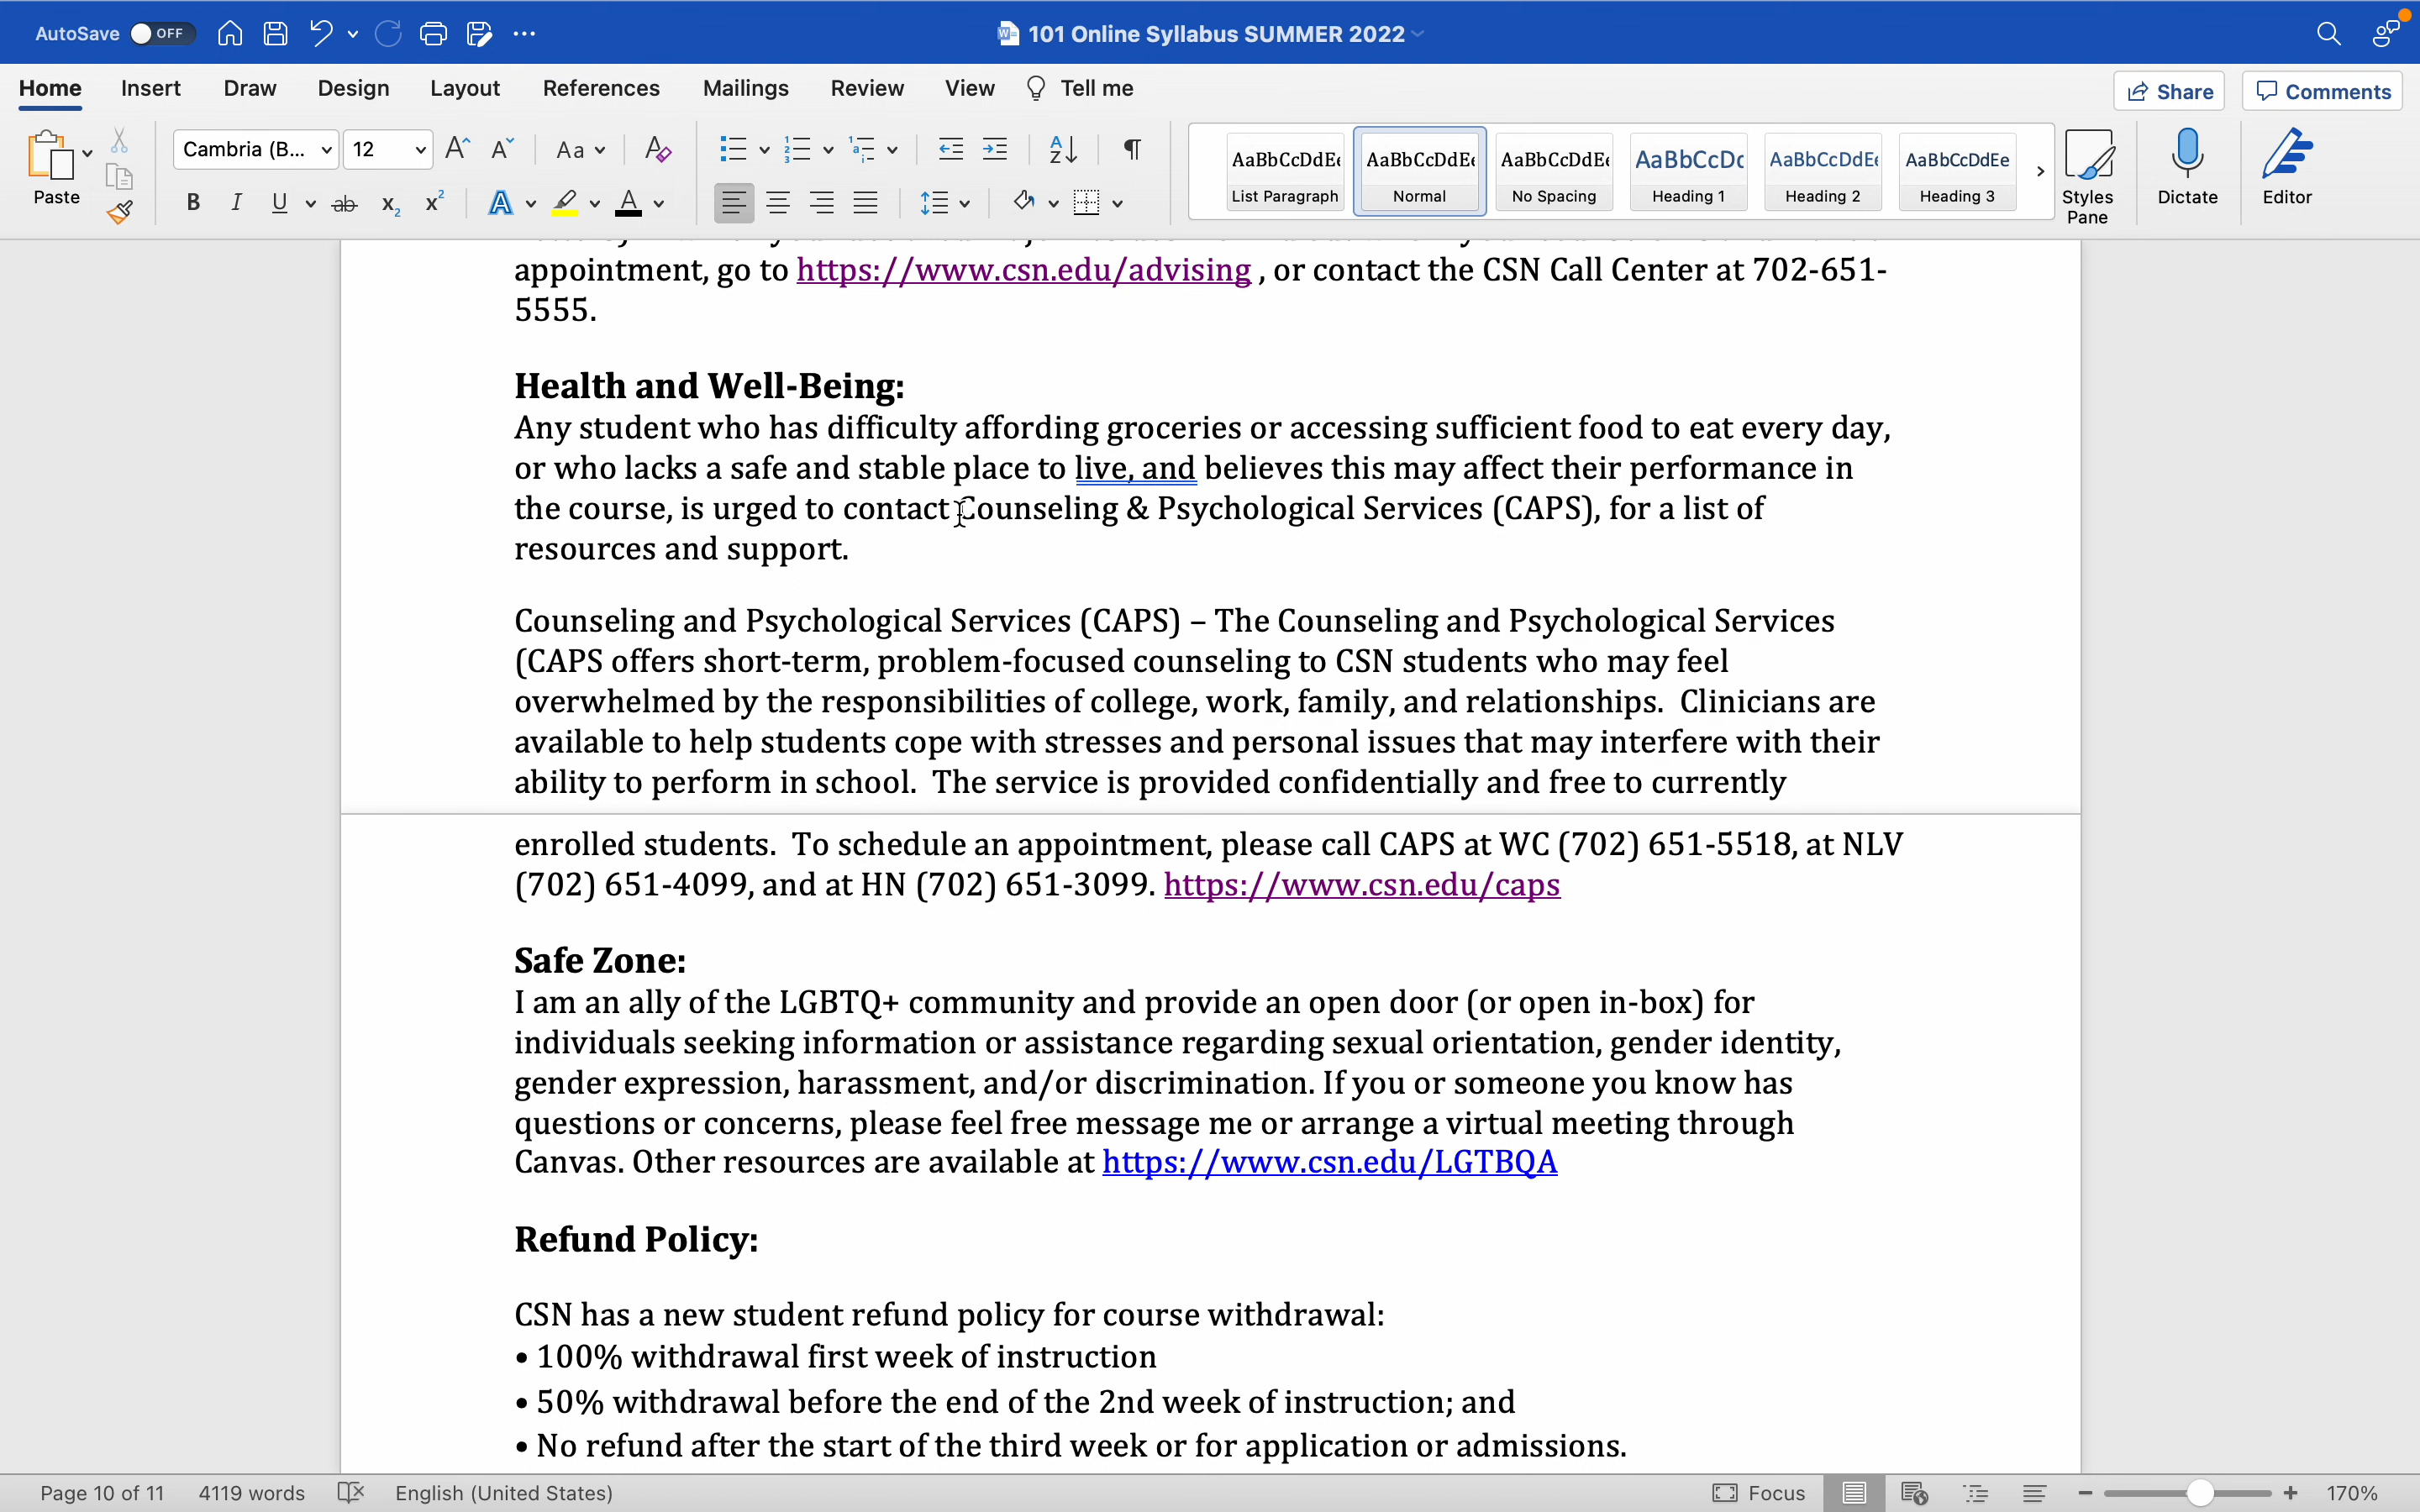 AutoSave OFF 101 Online Syllabus SUMMER 2022
Home Insert Draw Design Layout References Mailings Review View Tell me Share Comments
Paste Cambria (B... 12 Aa
AaBbCcDdEe AaBbCcDdEe AaBbCcDdEe AaBbCcDc AaBbCcDdEe AaBbCcDdEe
List Paragraph Normal No Spacing Heading 1 Heading 2 Heading 3
Styles Pane Dictate Editor
appointment, go to https://www.csn.edu/advising , or contact the CSN Call Center at 702-651-
5555.
Health and Well-Being:
Any student who has difficulty affording groceries or accessing sufficient food to eat every day,
or who lacks a safe and stable place to live, and believes this may affect their performance in
the course, is urged to contact Counseling & Psychological Services (CAPS), for a list of
resources and support.
Counseling and Psychological Services (CAPS) – The Counseling and Psychological Services
(CAPS offers short-term, problem-focused counseling to CSN students who may feel
overwhelmed by the responsibilities of college, work, family, and relationships.  Clinicians are
available to help students cope with stresses and personal issues that may interfere with their
ability to perform in school.  The service is provided confidentially and free to currently
enrolled students.  To schedule an appointment, please call CAPS at WC (702) 651-5518, at NLV
(702) 651-4099, and at HN (702) 651-3099. https://www.csn.edu/caps
Safe Zone:
I am an ally of the LGBTQ+ community and provide an open door (or open in-box) for
individuals seeking information or assistance regarding sexual orientation, gender identity,
gender expression, harassment, and/or discrimination. If you or someone you know has
questions or concerns, please feel free message me or arrange a virtual meeting through
Canvas. Other resources are available at https://www.csn.edu/LGTBQA
Refund Policy:
CSN has a new student refund policy for course withdrawal:
• 100% withdrawal first week of instruction
• 50% withdrawal before the end of the 2nd week of instruction; and
• No refund after the start of the third week or for application or admissions.
Page 10 of 11 4119 words English (United States) Focus 170%